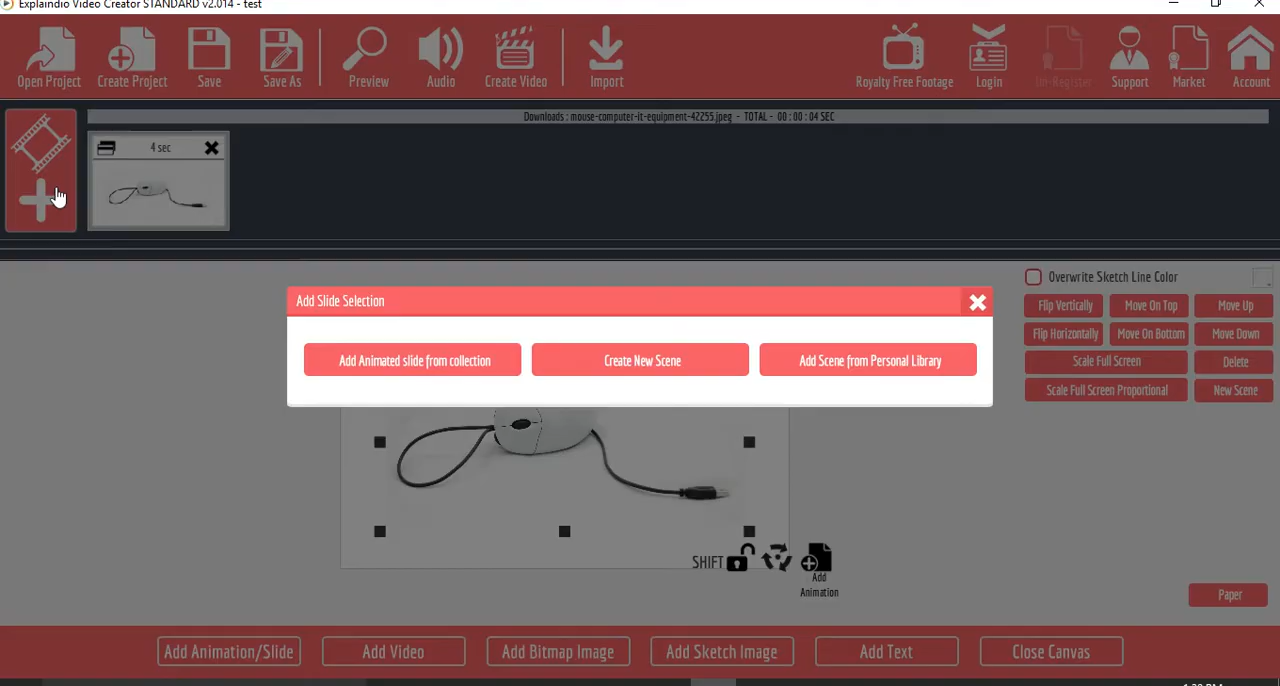 Explaindio Video Creator STANDARD v2.014 - test
Open Project
Create Project
Save
Save As
Preview
Audio
Create Video
Import
Royalty Free Footage
Login
Un-Register
Support
Market
Account
Downloads : mouse-computer-it-equipment-42255.jpeg - TOTAL - 00 : 00 : 04 SEC
4 sec
Overwrite Sketch Line Color
Flip Vertically
Move On Top
Move Up
Flip Horizontally
Move On Bottom
Move Down
Scale Full Screen
Delete
Scale Full Screen Proportional
New Scene
Add Slide Selection
Add Animated slide from collection
Create New Scene
Add Scene from Personal Library
SHIFT
Add
Animation
Paper
Add Animation/Slide
Add Video
Add Bitmap Image
Add Sketch Image
Add Text
Close Canvas